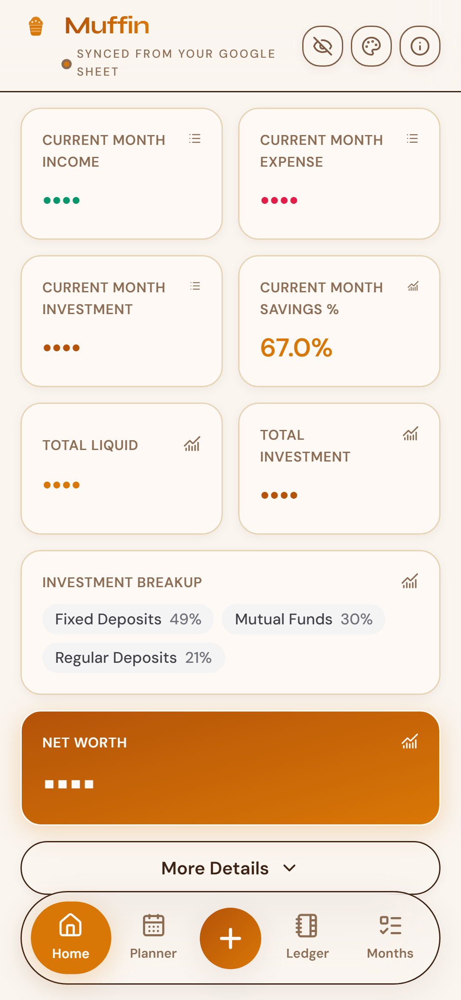 Muffin
SYNCED FROM YOUR GOOGLE
SHEET
CURRENT MONTH
INCOME
••••
CURRENT MONTH
EXPENSE
••••
CURRENT MONTH
INVESTMENT
••••
CURRENT MONTH
SAVINGS %
67.0%
TOTAL LIQUID
••••
TOTAL
INVESTMENT
••••
INVESTMENT BREAKUP
Fixed Deposits 49%
Mutual Funds 30%
Regular Deposits 21%
NET WORTH
▪▪▪▪
More Details
Home
Planner
Ledger
Months